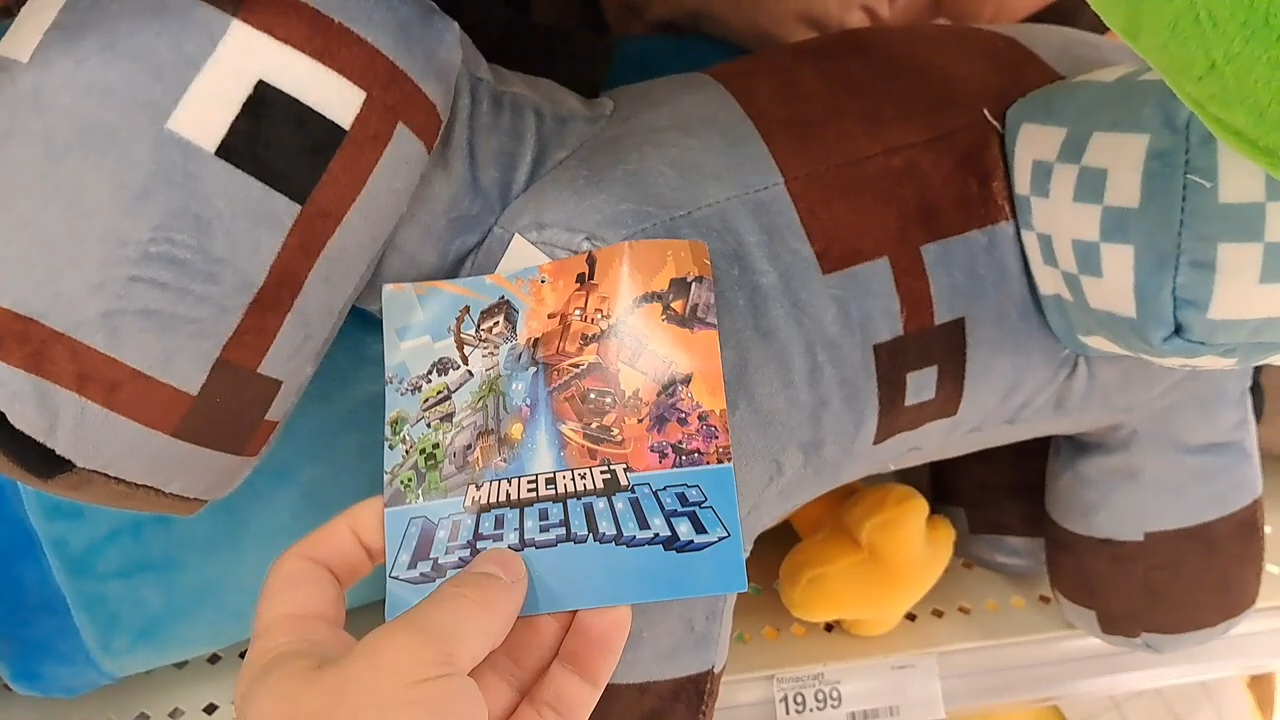 MINECRAFT
Legends
Minecraft
Decorative Pillow
19.99